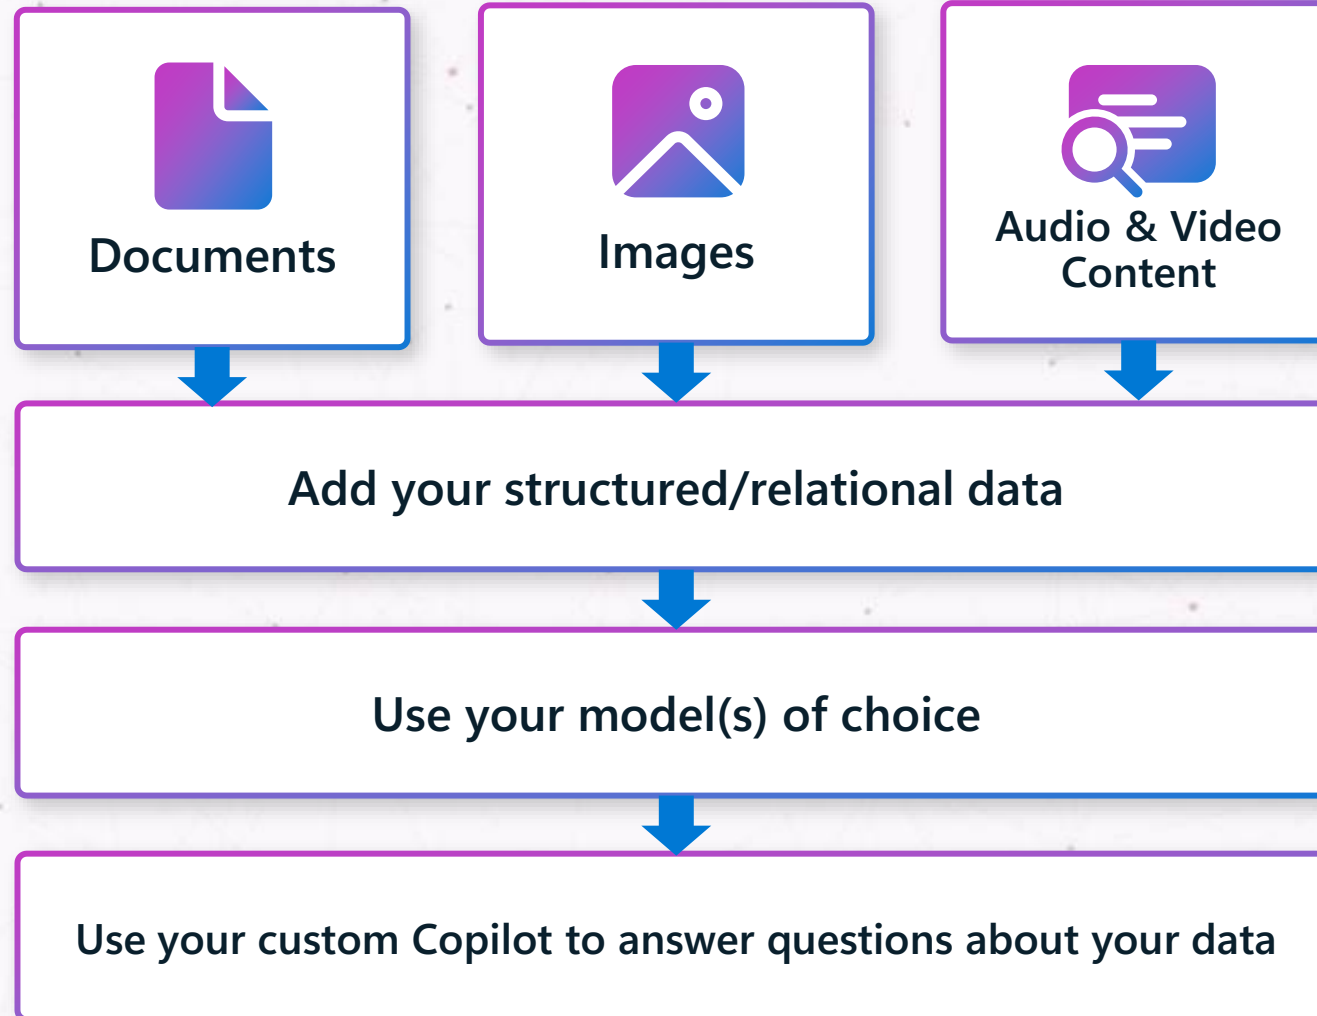 Documents
Images
Audio & Video
Content
Add your structured/relational data
Use your model(s) of choice
Use your custom Copilot to answer questions about your data